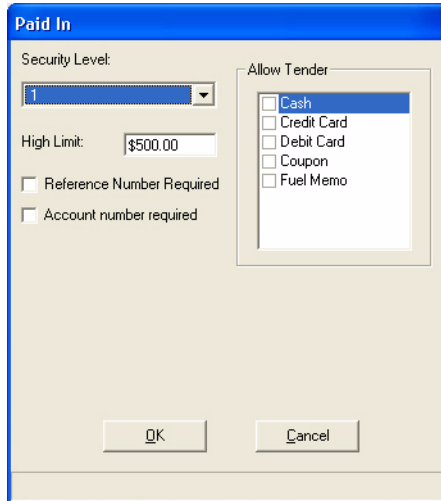 Paid In
Security Level:
1
High Limit:
$500.00
Reference Number Required
Account number required
Allow Tender
Cash
Credit Card
Debit Card
Coupon
Fuel Memo
OK
Cancel